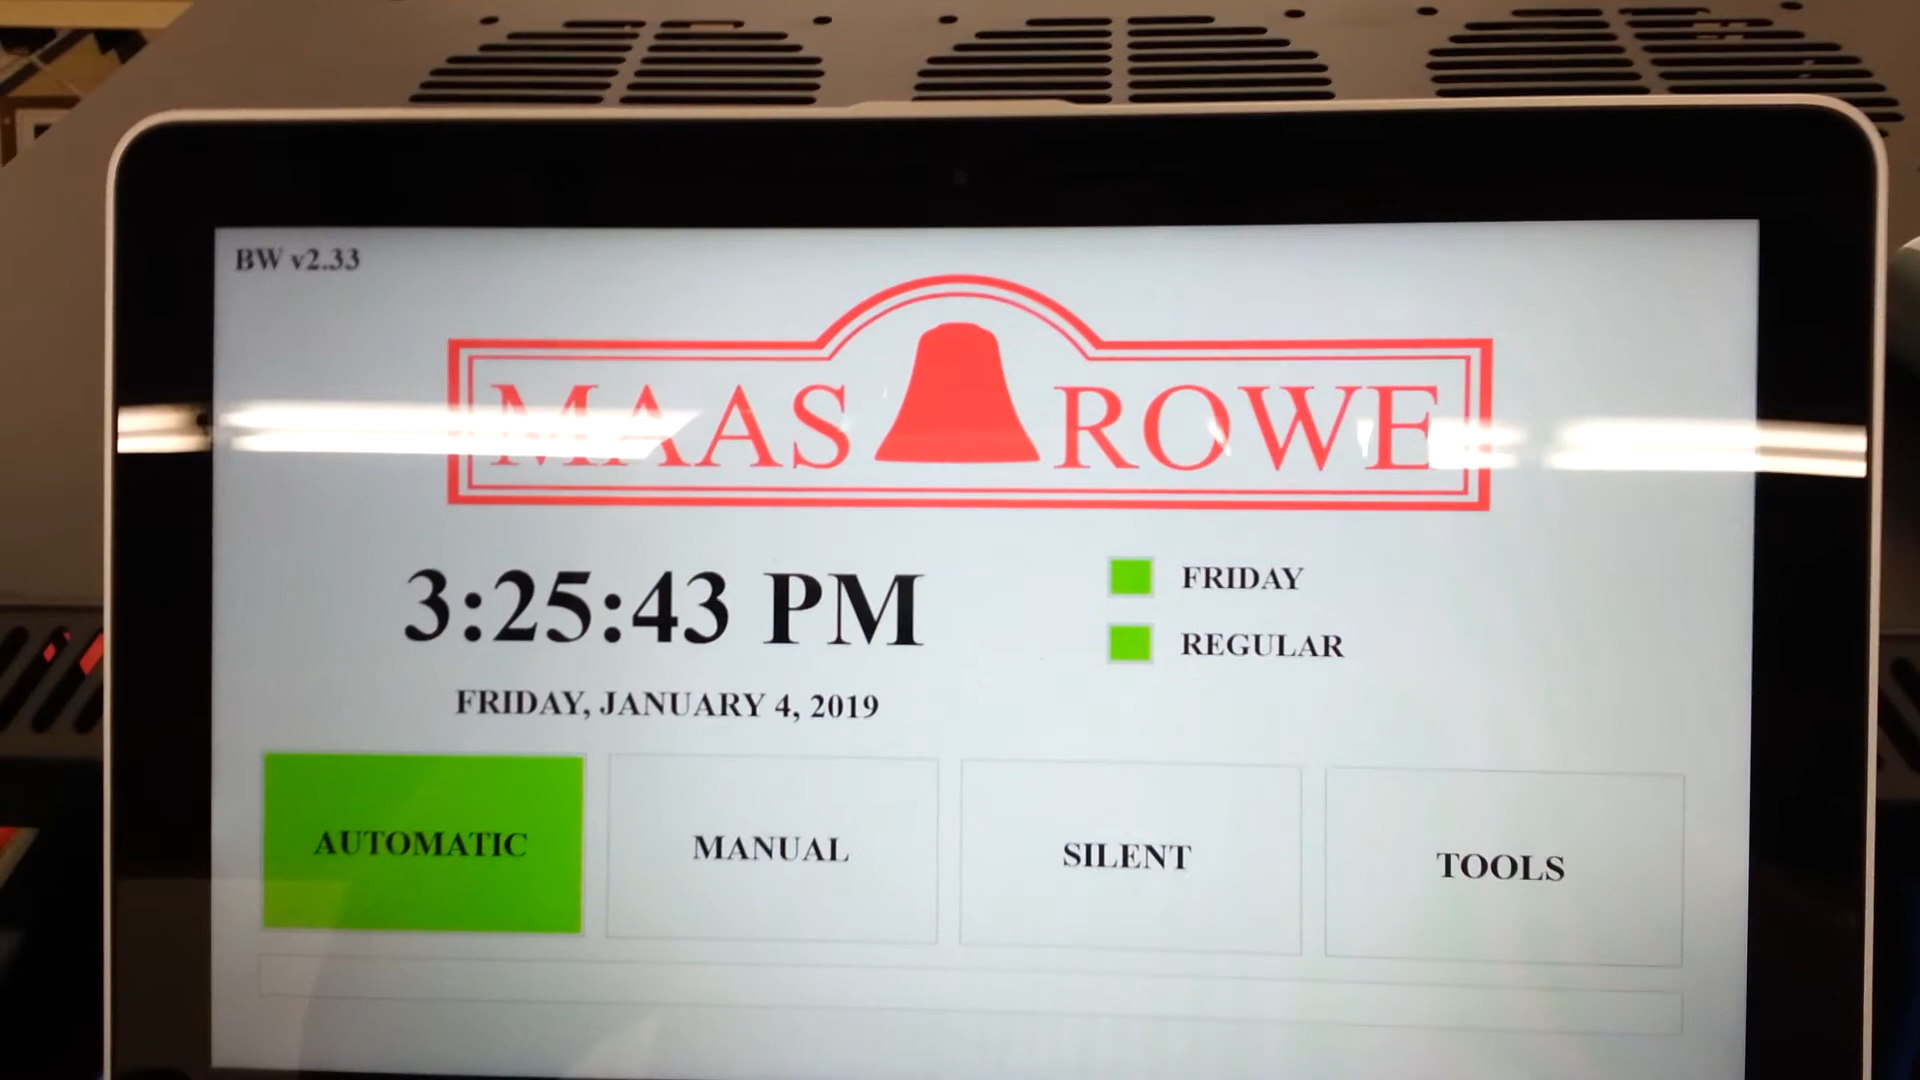 BW v2.33
MAAS ROWE
3:25:43 PM
FRIDAY, JANUARY 4, 2019
FRIDAY
REGULAR
AUTOMATIC
MANUAL
SILENT
TOOLS